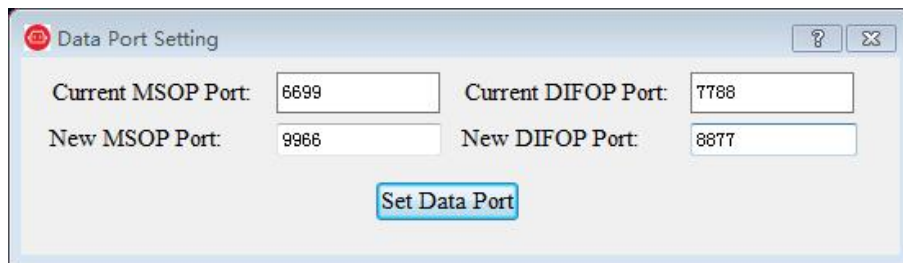 Data Port Setting
Current MSOP Port: 6699 Current DIFOP Port: 7788
New MSOP Port: 9966 New DIFOP Port: 8877
Set Data Port